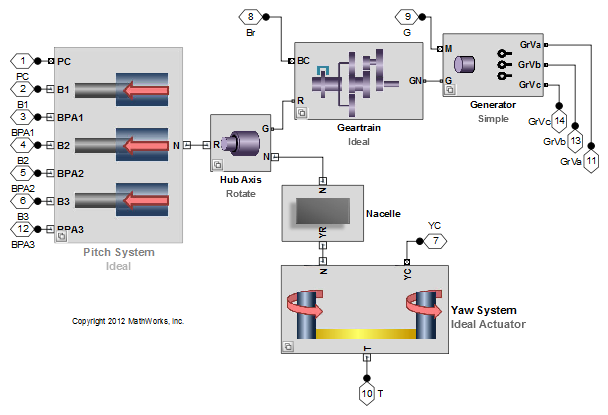 8
Br
9
G
1
PC
2
B1
3
BPA1
4
B2
5
BPA2
6
B3
12
BPA3
PC
B1
BPA1
B2
BPA2
B3
BPA3
N
Pitch System
Ideal
R
G
N
Hub Axis
Rotate
BC
R
GN
Geartrain
Ideal
M
G
GrVa
GrVb
GrVc
Generator
Simple
14
GrVc
13
GrVb
11
GrVa
N
YR
Nacelle
YC
7
N
YC
T
Yaw System
Ideal Actuator
10
T
Copyright 2012 MathWorks, Inc.